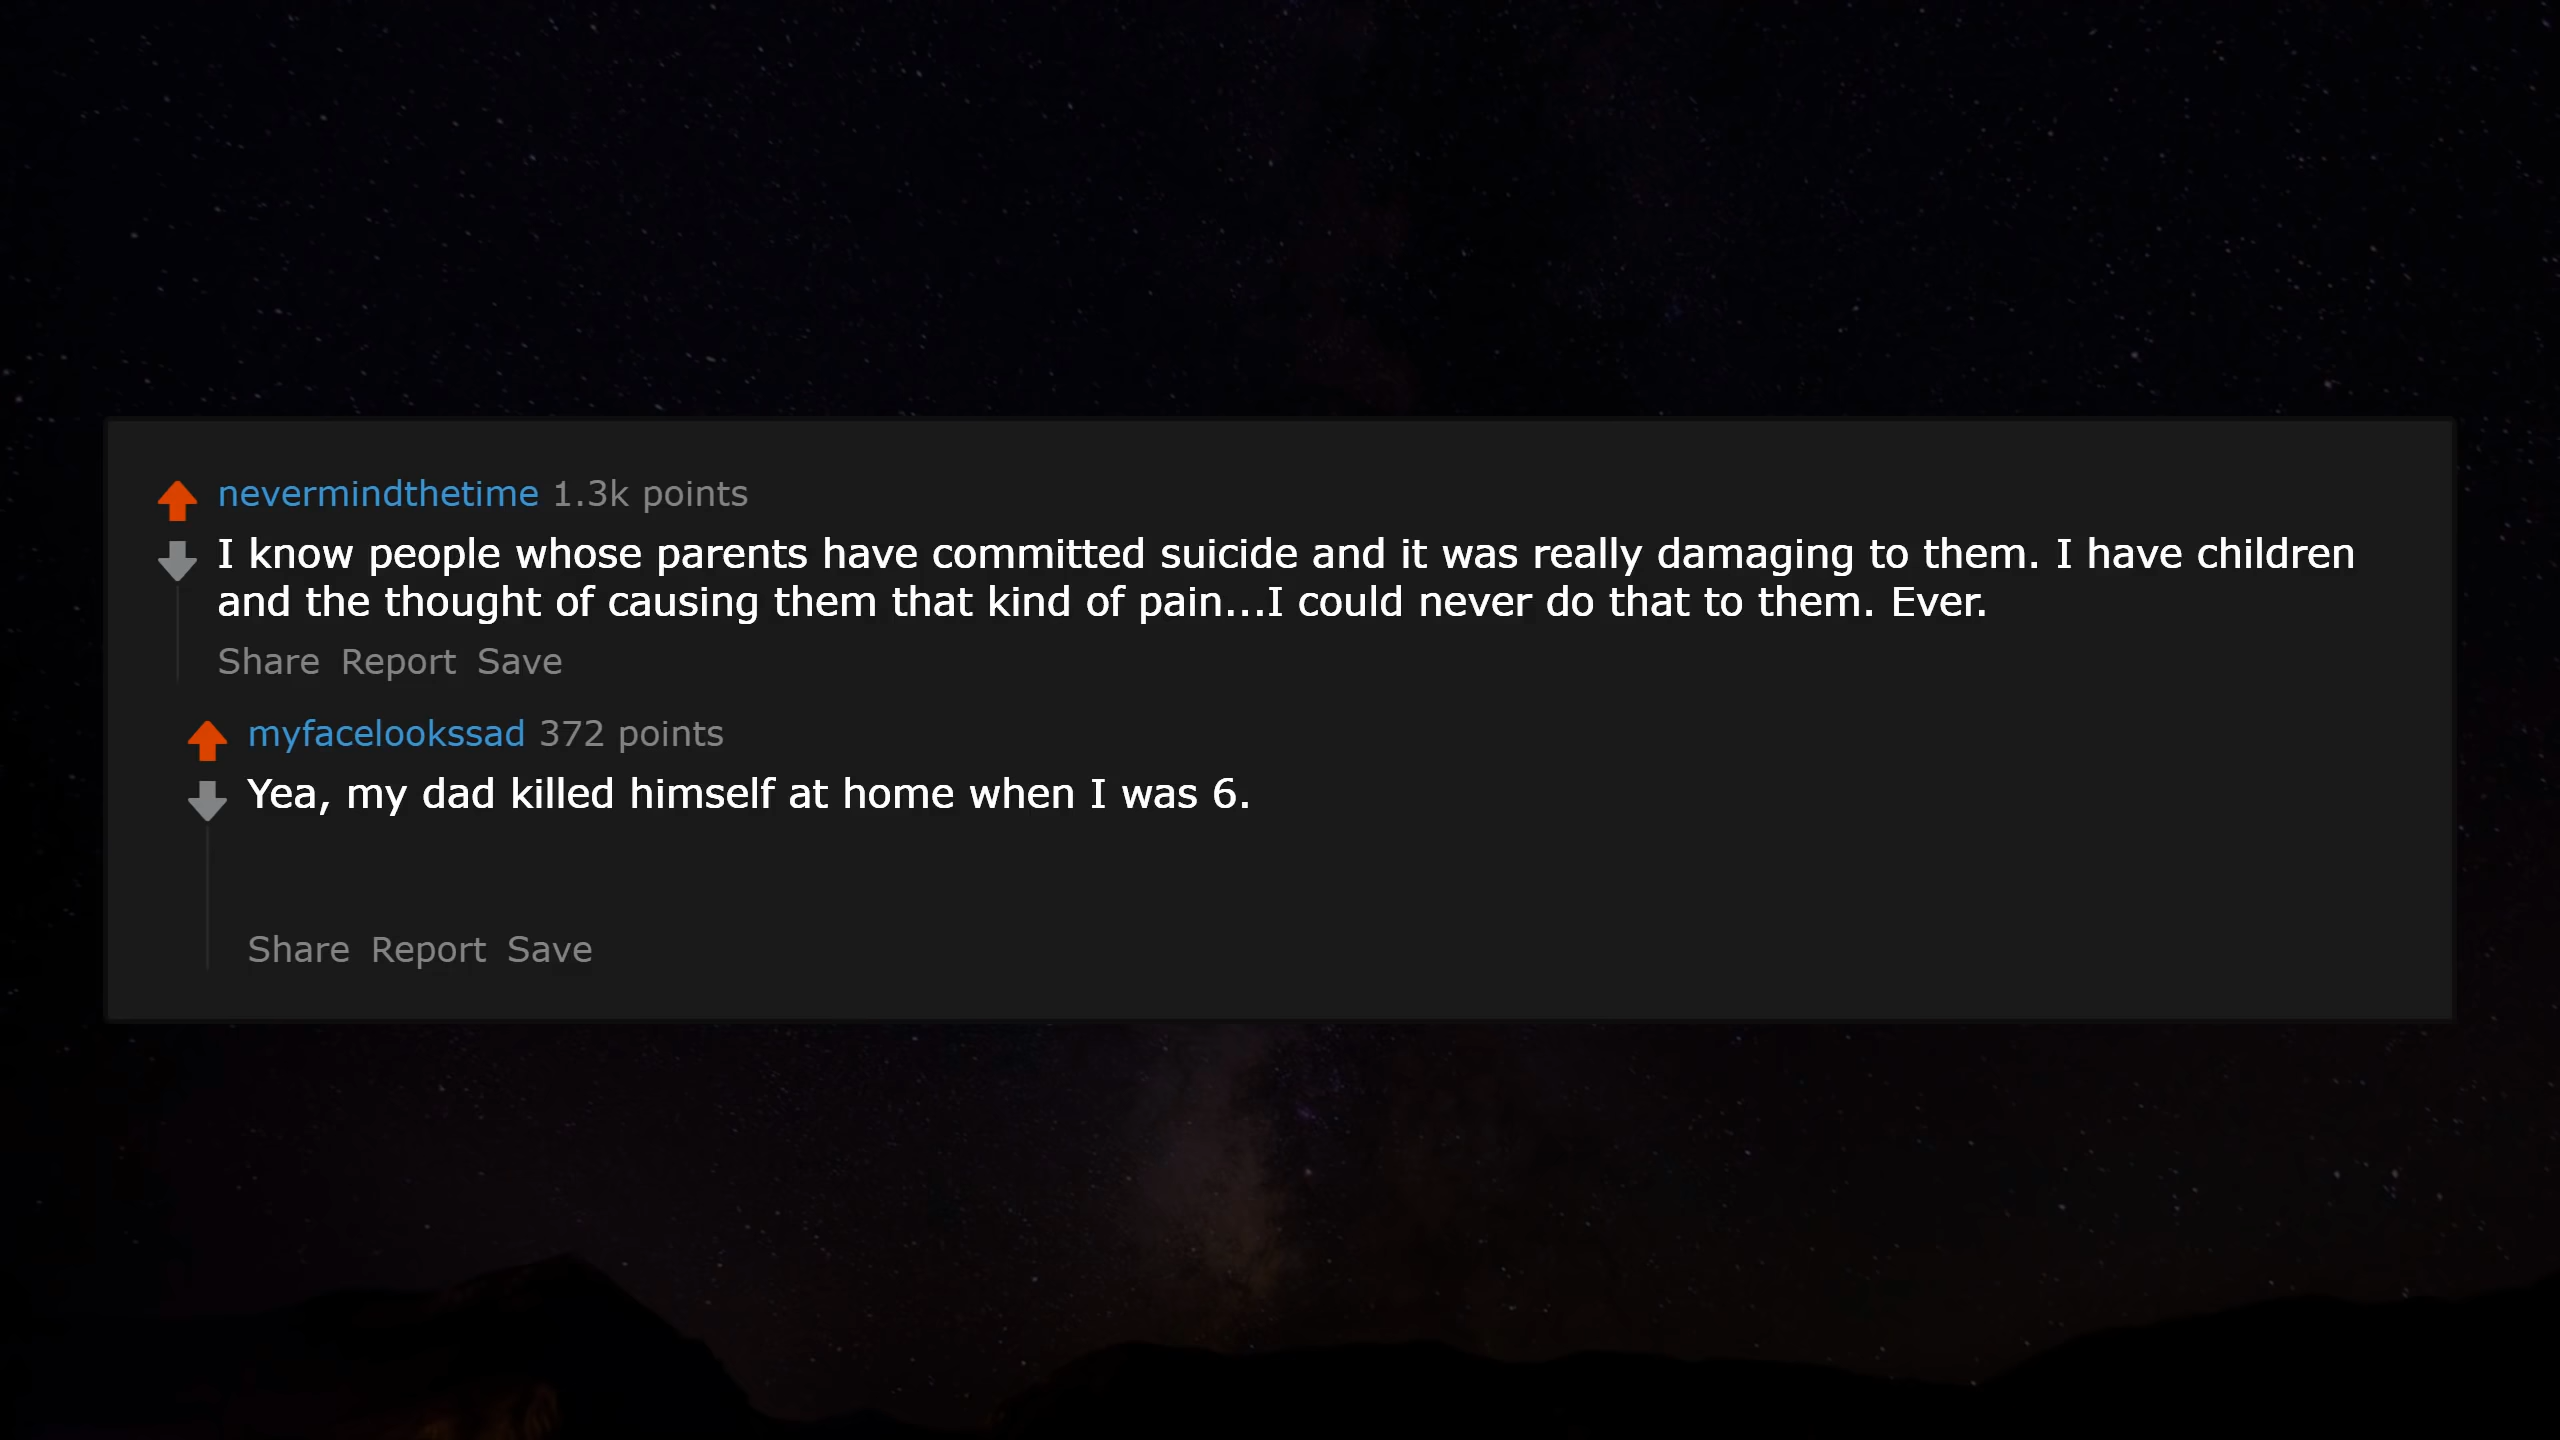 nevermindthetime 1.3k points
I know people whose parents have committed suicide and it was really damaging to them. I have children
and the thought of causing them that kind of pain...I could never do that to them. Ever.
Share Report Save
myfacelookssad 372 points
Yea, my dad killed himself at home when I was 6.
Share Report Save